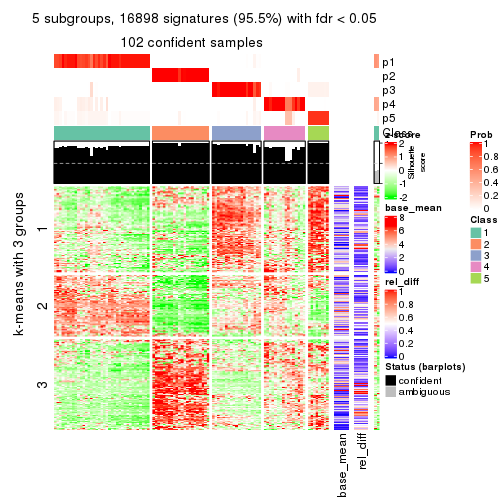 5 subgroups, 16898 signatures (95.5%) with fdr < 0.05
102 confident samples
p1
p2
p3
p4
p5
Class
Silhouette
score
k-means with 3 groups
1
2
3
base_mean
rel_diff
z-score
2
1
0
-1
-2
base_mean
8
6
4
2
0
rel_diff
1
0.8
0.6
0.4
0.2
0
Status (barplots)
confident
ambiguous
Prob
1
0.8
0.6
0.4
0.2
0
Class
1
2
3
4
5